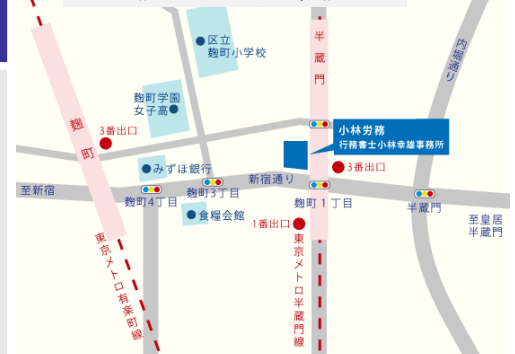 区立
麹町小学校
半蔵門
内堀通り
麹町学園
女子高
小林労務
行政書士小林幸雄事務所
麹町
3番出口
みずほ銀行
3番出口
新宿通り
至新宿
麹町4丁目
麹町3丁目
麹町1丁目
半蔵門
食糧会館
1番出口
至皇居
半蔵門
東京メトロ有楽町線
東京メトロ半蔵門線